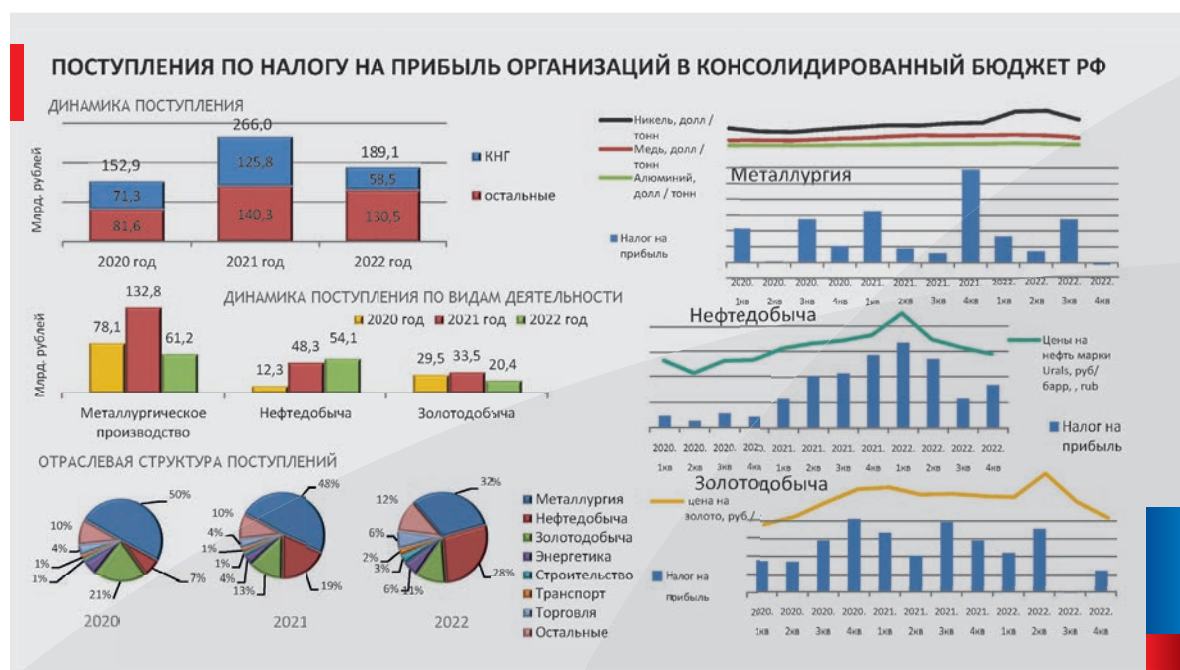 ПОСТУПЛЕНИЯ ПО НАЛОГУ НА ПРИБЫЛЬ ОРГАНИЗАЦИЙ В КОНСОЛИДИРОВАННЫЙ БЮДЖЕТ РФ
ДИНАМИКА ПОСТУПЛЕНИЯ
Млрд. рублей
152,9
266,0
189,1
71,3
125,8
58,5
81,6
140,3
130,5
2020 год
2021 год
2022 год
КНГ
остальные
ДИНАМИКА ПОСТУПЛЕНИЯ ПО ВИДАМ ДЕЯТЕЛЬНОСТИ
2020 год
2021 год
2022 год
Млрд. рублей
78,1
132,8
61,2
12,3
48,3
54,1
29,5
33,5
20,4
Металлургическое
производство
Нефтедобыча
Золотодобыча
ОТРАСЛЕВАЯ СТРУКТУРА ПОСТУПЛЕНИЙ
50%
7%
21%
1%
1%
4%
10%
2020
48%
19%
13%
4%
1%
1%
4%
10%
2021
32%
28%
11%
6%
3%
2%
6%
12%
2022
Металлургия
Нефтедобыча
Золотодобыча
Энергетика
Строительство
Транспорт
Торговля
Остальные
Никель, долл /
тонн
Медь, долл /
тонн
Алюминий,
долл / тонн
Металлургия
Налог на
прибыль
2020. 2020. 2020. 2020. 2021. 2021. 2021. 2021. 2022. 2022. 2022. 2022.
1кв 2кв 3кв 4кв 1кв 2кв 3кв 4кв 1кв 2кв 3кв 4кв
Нефтедобыча
Цены на
нефть марки
Urals, руб/
барр, , rub
Налог на
прибыль
2020. 2020. 2020. 2020. 2021. 2021. 2021. 2021. 2022. 2022. 2022. 2022.
1кв 2кв 3кв 4кв 1кв 2кв 3кв 4кв 1кв 2кв 3кв 4кв
Золотодобыча
цена на
золото, руб./
Налог на
прибыль
2020. 2020. 2020. 2020. 2021. 2021. 2021. 2021. 2022. 2022. 2022. 2022.
1кв 2кв 3кв 4кв 1кв 2кв 3кв 4кв 1кв 2кв 3кв 4кв